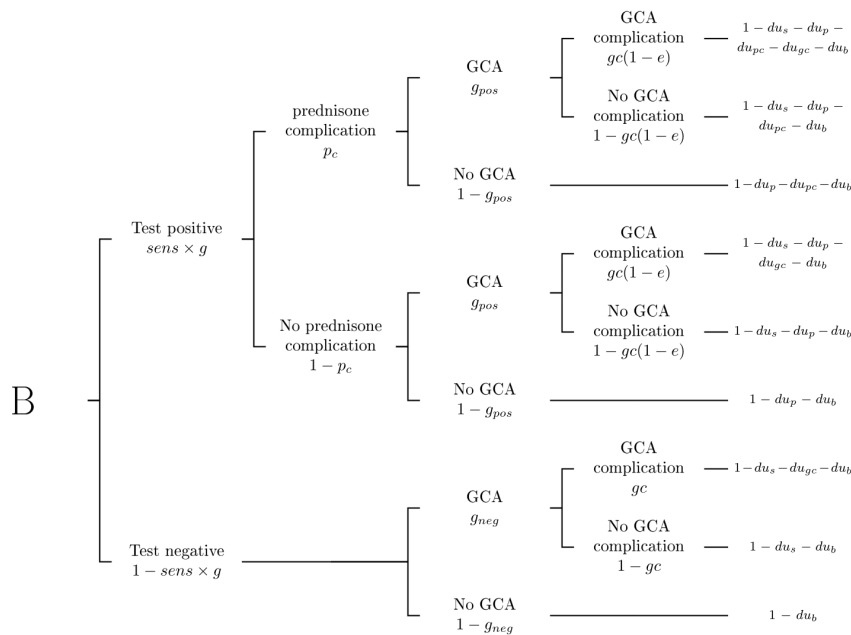 B
Test positive
sens × g
prednisone
complication
p_c
GCA
g_pos
GCA
complication
gc(1 − e)
1 − du_s − du_p −
du_pc − du_gc − du_b
No GCA
complication
1 − gc(1 − e)
1 − du_s − du_p −
du_pc − du_b
No GCA
1 − g_pos
1 − du_p − du_pc − du_b
No prednisone
complication
1 − p_c
GCA
g_pos
GCA
complication
gc(1 − e)
1 − du_s − du_p −
du_gc − du_b
No GCA
complication
1 − gc(1 − e)
1 − du_s − du_p − du_b
No GCA
1 − g_pos
1 − du_p − du_b
Test negative
1 − sens × g
GCA
g_neg
GCA
complication
gc
1 − du_s − du_gc − du_b
No GCA
complication
1 − gc
1 − du_s − du_b
No GCA
1 − g_neg
1 − du_b